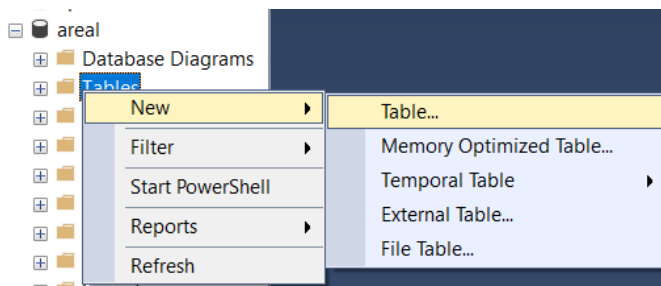 areal
Database Diagrams
Tables
New
Filter
Start PowerShell
Reports
Refresh
Table...
Memory Optimized Table...
Temporal Table
External Table...
File Table...